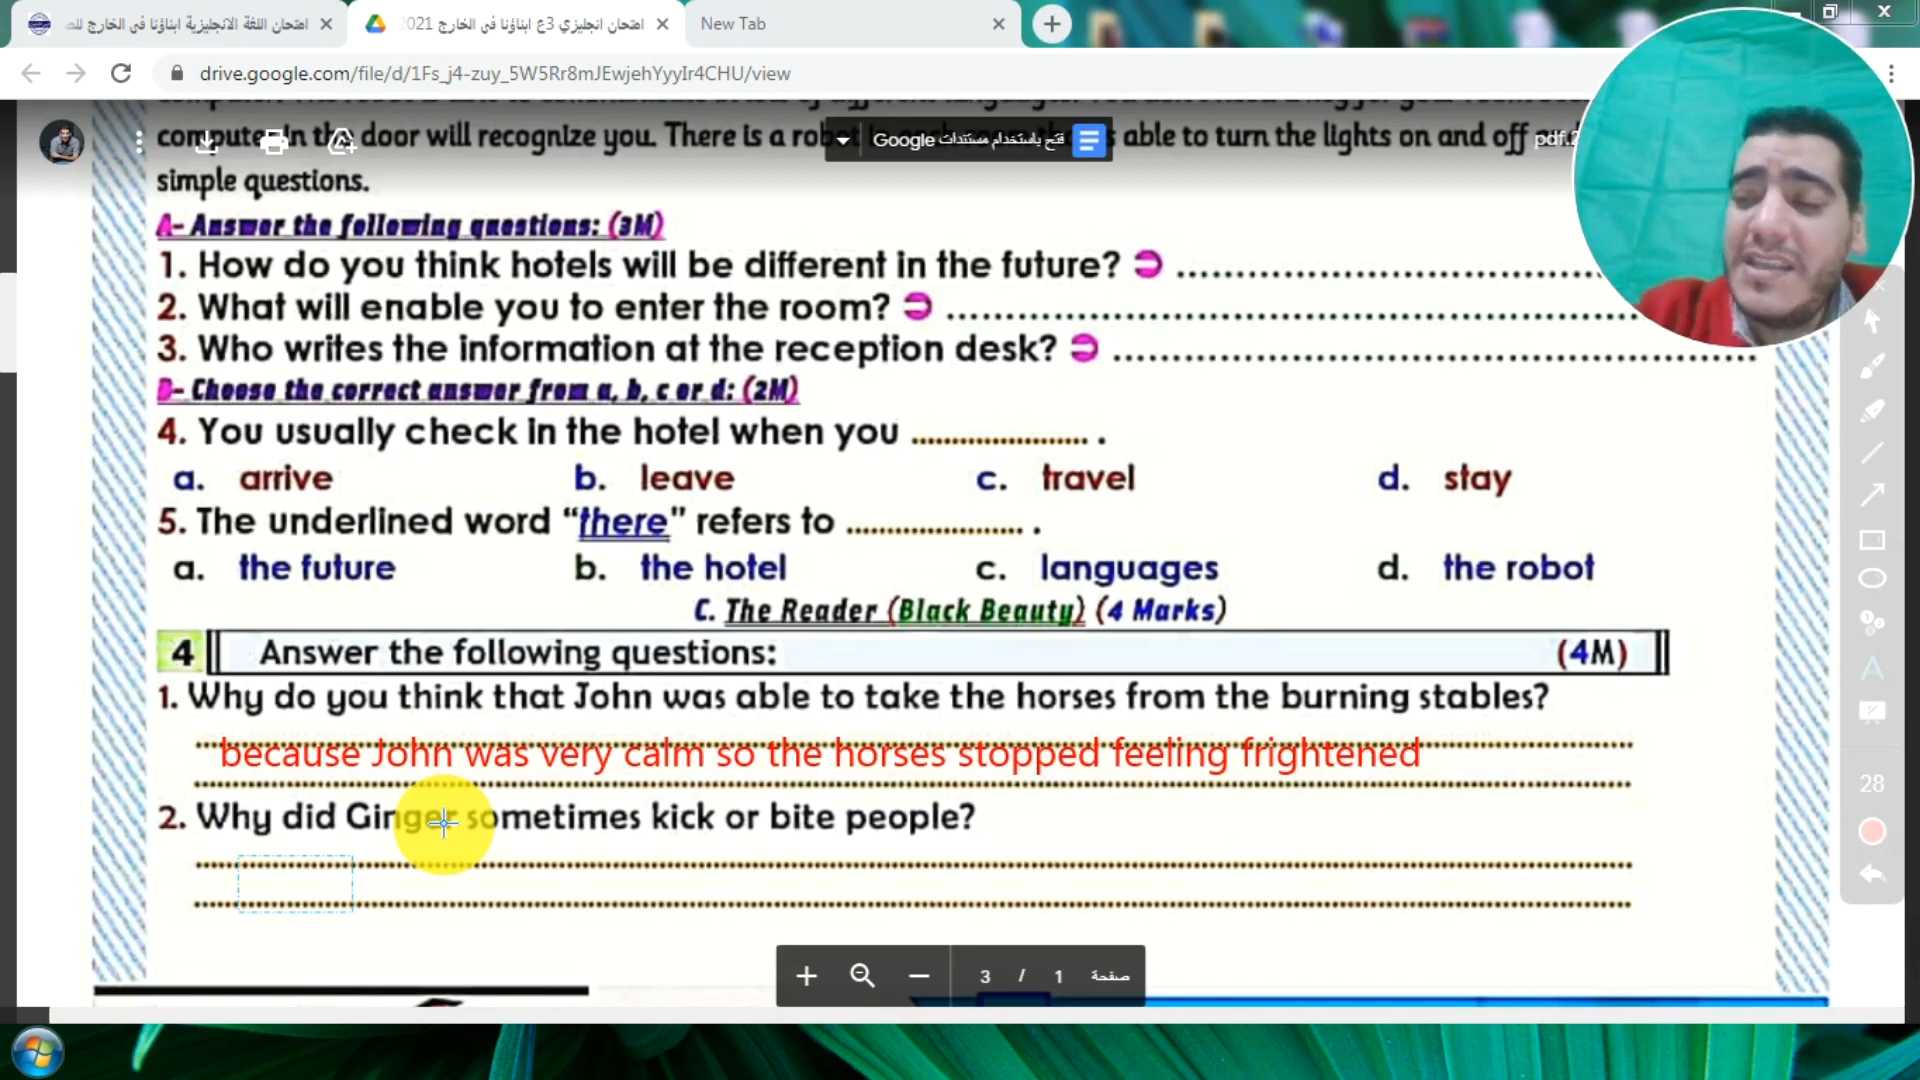 امتحان اللغة الانجليزية ابناؤنا في الخارج للص
امتحان انجليزي 3ع ابناؤنا في الخارج 2021
New Tab
drive.google.com/file/d/1Fs_j4-zuy_5W5Rr8mJEwjehYyyIr4CHU/view
computer in the door will recognize you. There is a rob able to turn the lights on and off
فتح باستخدام مستندات Google
pdf.2
simple questions.
A- Answer the following questions: (3M)
1. How do you think hotels will be different in the future? ➲ ........................................
2. What will enable you to enter the room? ➲ ........................................
3. Who writes the information at the reception desk? ➲ ........................................
B- Choose the correct answer from a, b, c or d: (2M)
4. You usually check in the hotel when you ...................... .
a. arrive b. leave c. travel d. stay
5. The underlined word “there” refers to ...................... .
a. the future b. the hotel c. languages d. the robot
C. The Reader (Black Beauty) (4 Marks)
4 Answer the following questions: (4M)
1. Why do you think that John was able to take the horses from the burning stables?
because John was very calm so the horses stopped feeling frightened
2. Why did Ginger sometimes kick or bite people?
28
صفحة 1 / 3